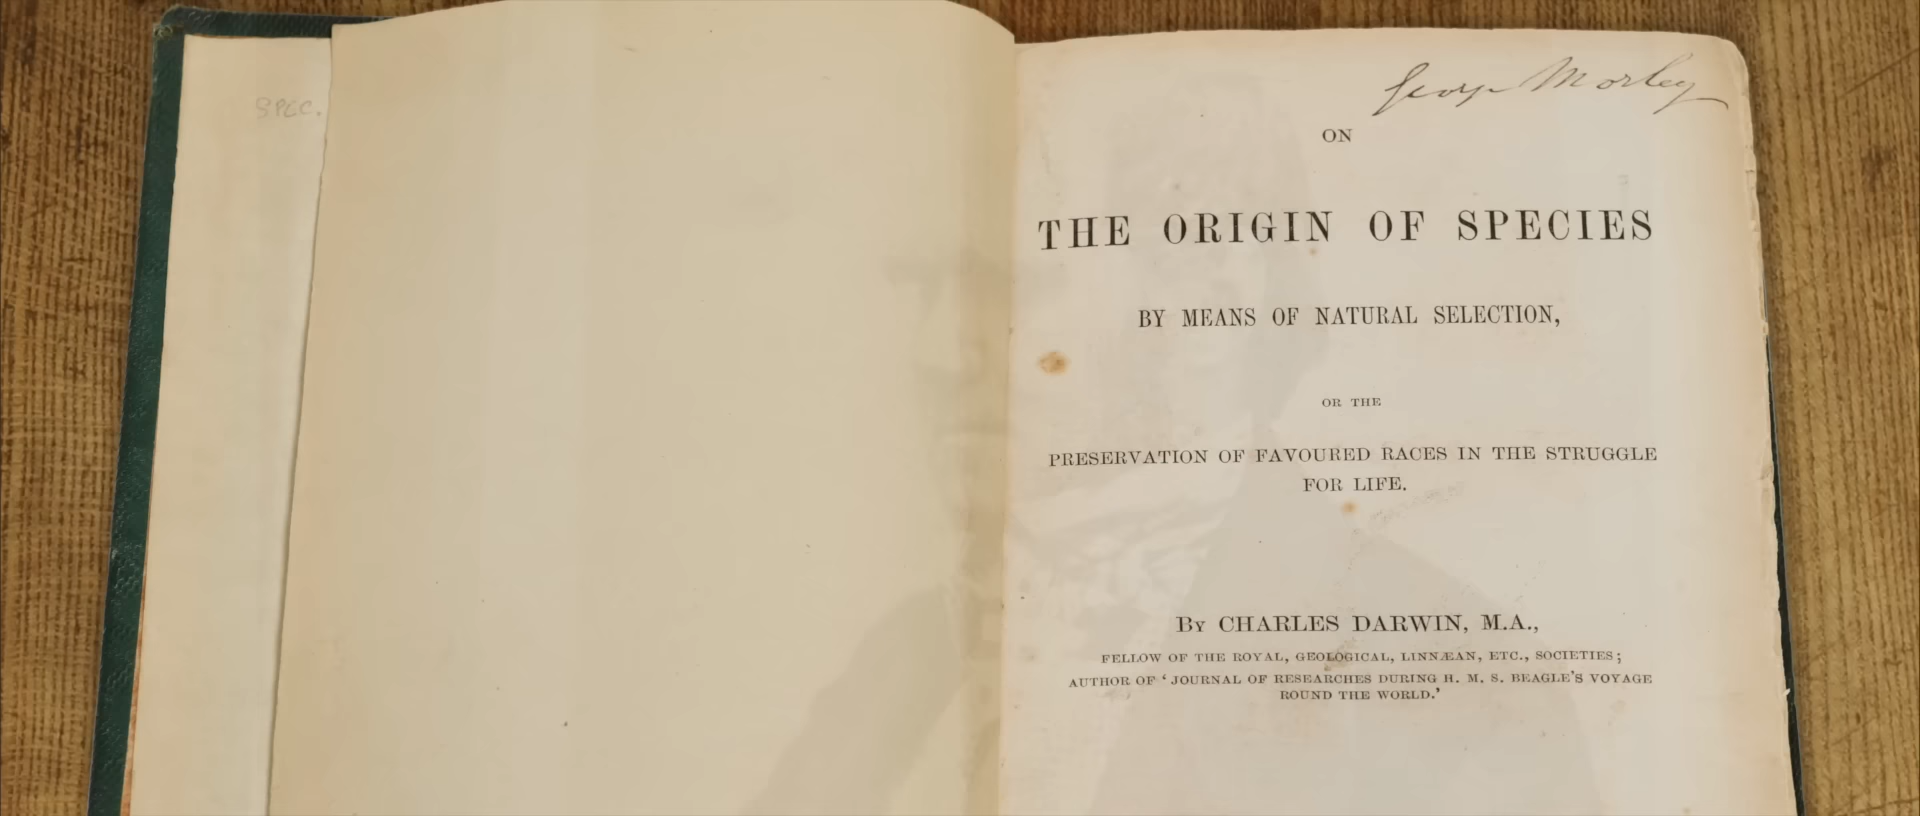 SPEC.
George Morley
ON
THE ORIGIN OF SPECIES
BY MEANS OF NATURAL SELECTION,
OR THE
PRESERVATION OF FAVOURED RACES IN THE STRUGGLE
FOR LIFE.
By CHARLES DARWIN, M.A.,
FELLOW OF THE ROYAL, GEOLOGICAL, LINNÆAN, ETC., SOCIETIES;
AUTHOR OF ‘JOURNAL OF RESEARCHES DURING H. M. S. BEAGLE’S VOYAGE
ROUND THE WORLD.’